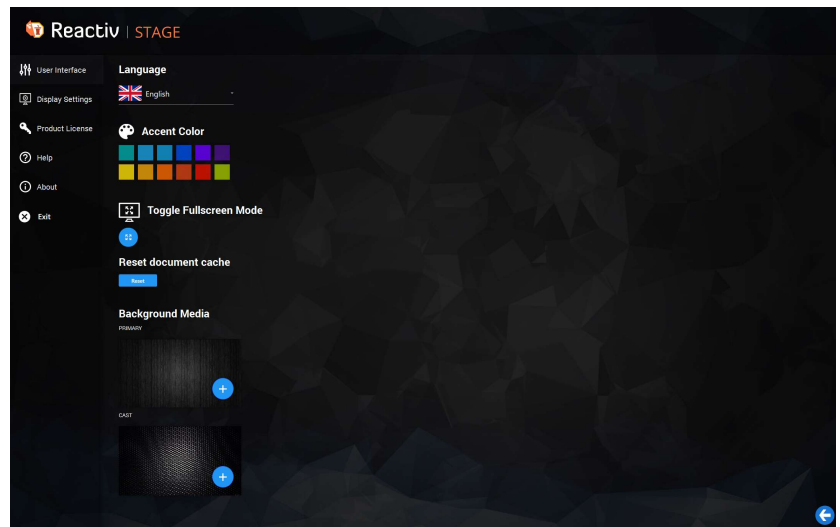 Reactiv | STAGE
User Interface
Display Settings
Product License
Help
About
Exit
Language
English
Accent Color
Toggle Fullscreen Mode
Reset document cache
Reset
Background Media
PRIMARY
CAST